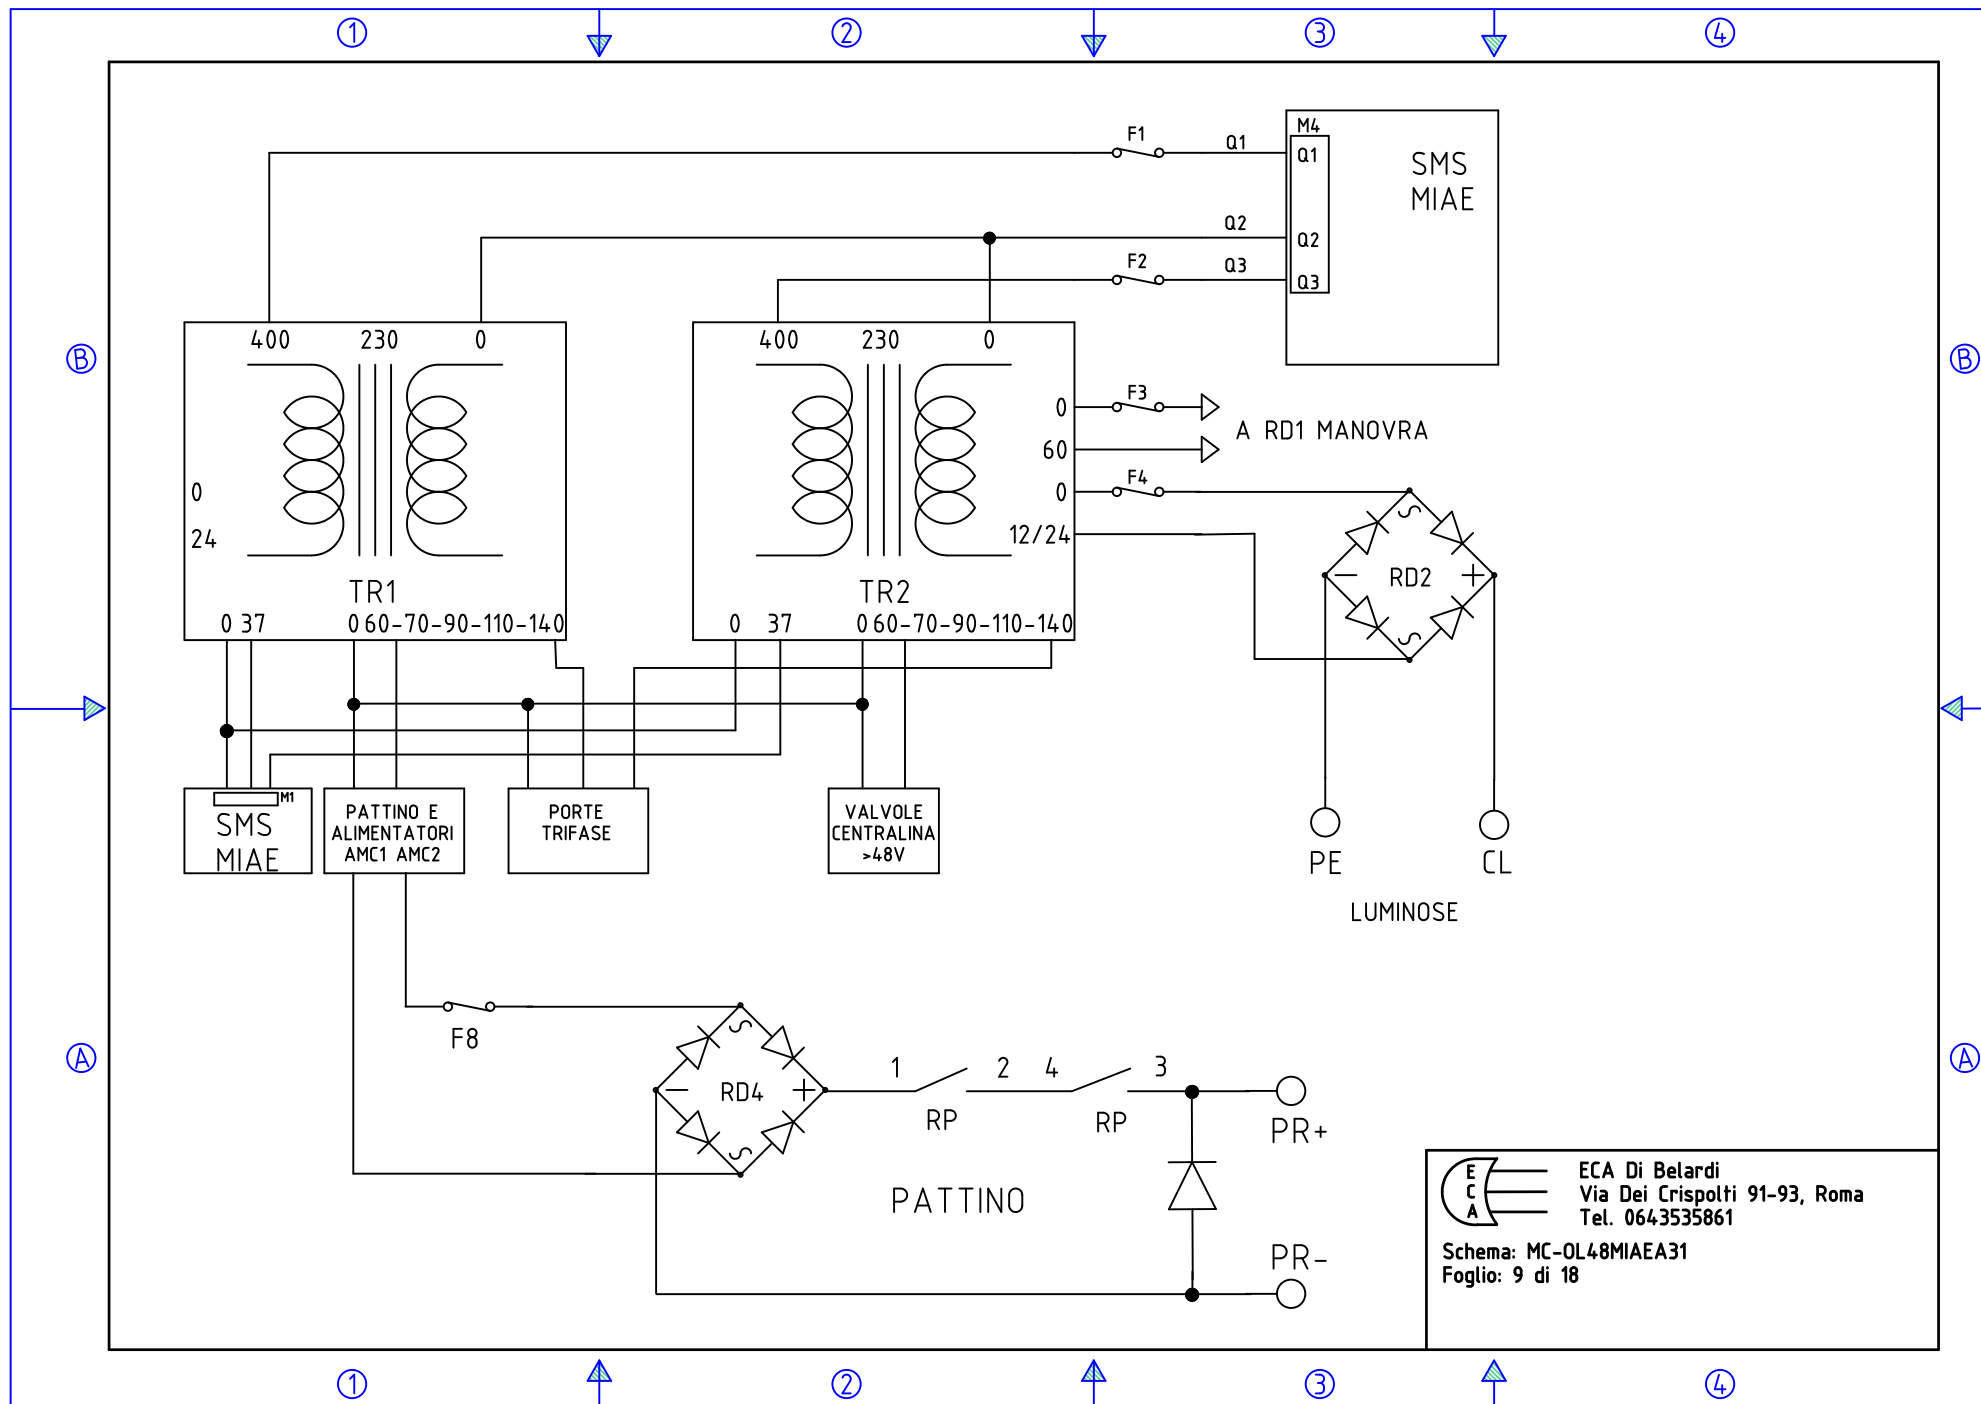 1 2 3 4
F1 Q1 M4
Q1 SMS
MIAE
Q2
Q2
F2 Q3
Q3
400 230 0
400 230 0
B B
0 F3
A RD1 MANOVRA
60
0 F4
0
24
12/24
TR1
TR2
RD2
0 37 0 60-70-90-110-140
0 37 0 60-70-90-110-140
M1
SMS
MIAE
PATTINO E
ALIMENTATORI
AMC1 AMC2
PORTE
TRIFASE
VALVOLE
CENTRALINA
>48V
PE CL
LUMINOSE
F8
A A
RD4
1 2 4 3
RP RP
PR+
PATTINO
PR-
E
C
A
ECA Di Belardi
Via Dei Crispolti 91-93, Roma
Tel. 0643535861
Schema: MC-OL48MIAEA31
Foglio: 9 di 18
1 2 3 4